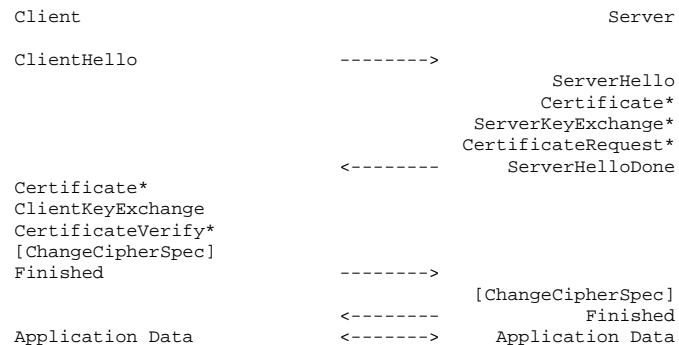 Client Server
ClientHello -------->
ServerHello
Certificate*
ServerKeyExchange*
CertificateRequest*
<-------- ServerHelloDone
Certificate*
ClientKeyExchange
CertificateVerify*
[ChangeCipherSpec]
Finished -------->
[ChangeCipherSpec]
<-------- Finished
Application Data <-------> Application Data